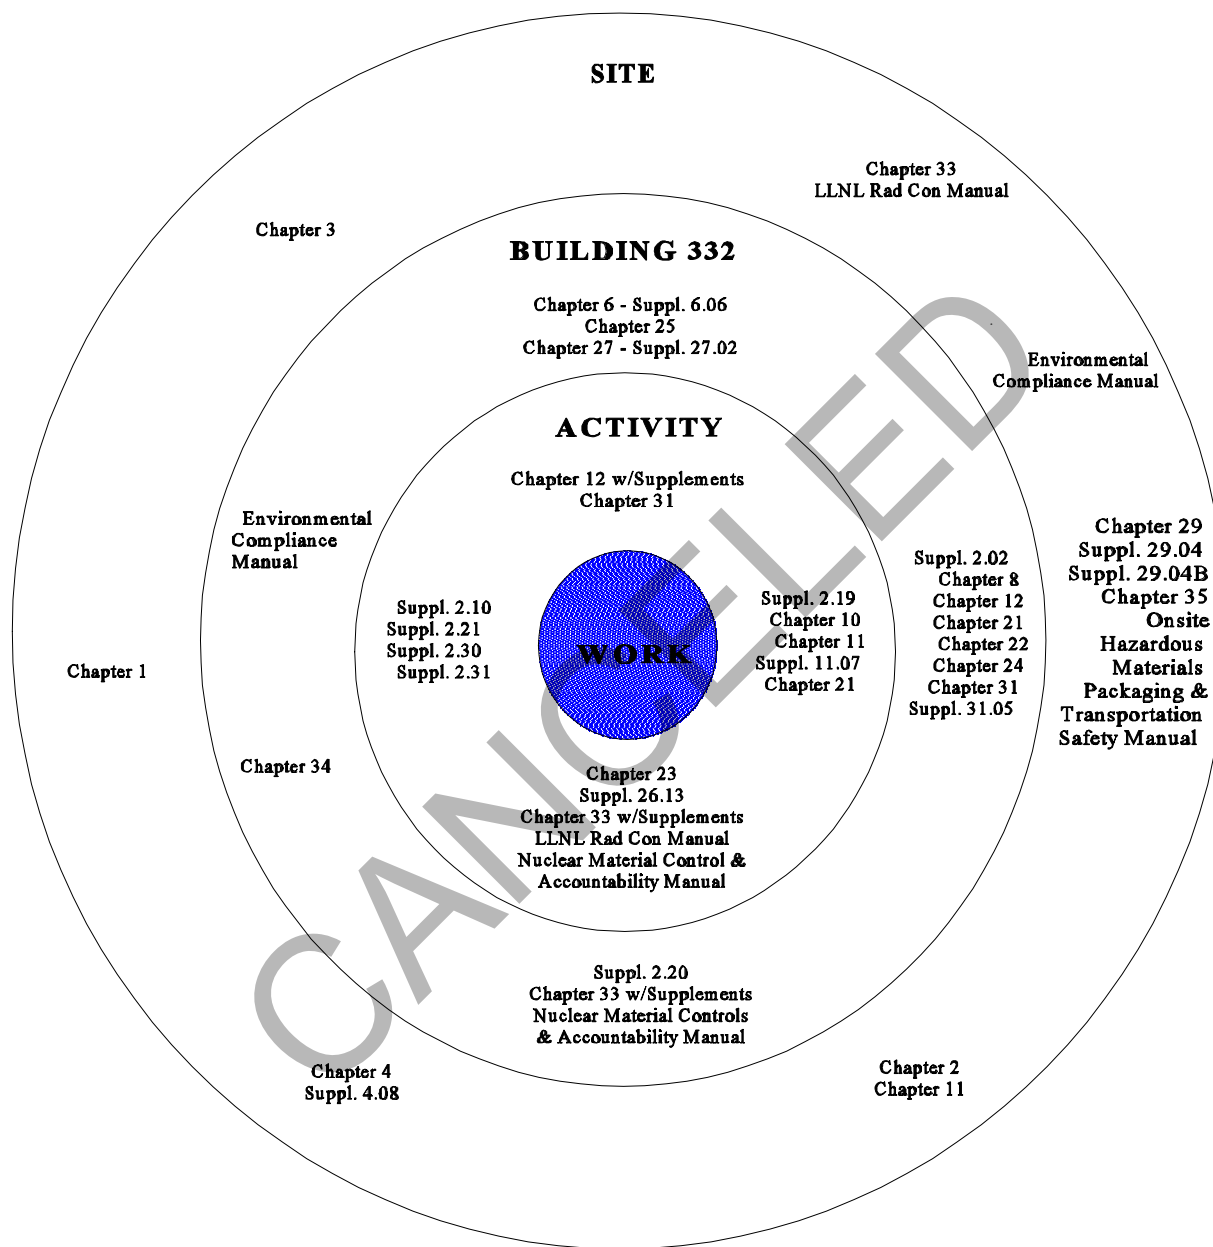 SITE
Chapter 33
LLNL Rad Con Manual
Chapter 3
BUILDING 332
Chapter 6 - Suppl. 6.06
Chapter 25
Chapter 27 - Suppl. 27.02
Environmental
Compliance Manual
ACTIVITY
Chapter 12 w/Supplements
Chapter 31
Environmental
Compliance
Manual
Chapter 29
Suppl. 29.04
Suppl. 29.04B
Chapter 35
Onsite
Hazardous
Materials
Packaging &
Transportation
Safety Manual
Suppl. 2.02
Chapter 8
Chapter 12
Chapter 21
Chapter 22
Chapter 24
Chapter 31
Suppl. 31.05
Suppl. 2.10
Suppl. 2.21
Suppl. 2.30
Suppl. 2.31
WORK
Suppl. 2.19
Chapter 10
Chapter 11
Suppl. 11.07
Chapter 21
Chapter 1
Chapter 34
Chapter 23
Suppl. 26.13
Chapter 33 w/Supplements
LLNL Rad Con Manual
Nuclear Material Control &
Accountability Manual
Suppl. 2.20
Chapter 33 w/Supplements
Nuclear Material Controls
& Accountability Manual
Chapter 4
Suppl. 4.08
Chapter 2
Chapter 11
CANCELED